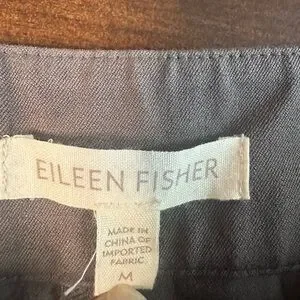 EILEEN FISHER
MADE IN
CHINA OF
IMPORTED
FABRIC
M